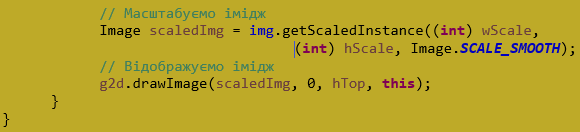 // Масштабуємо імідж
Image scaledImg = img.getScaledInstance((int) wScale,
(int) hScale, Image.SCALE_SMOOTH);
// Відображуємо імідж
g2d.drawImage(scaledImg, 0, hTop, this);
}
}